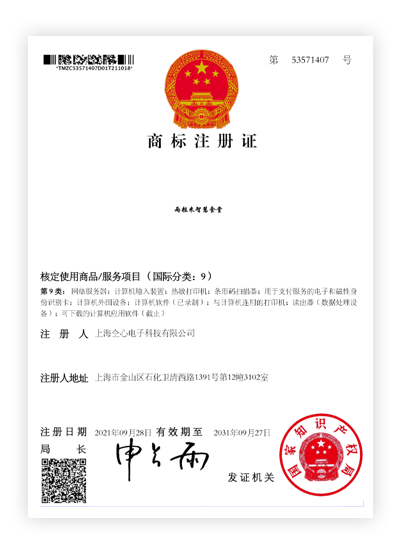 *TMZC53571407D01T211018*
第 53571407 号
商标注册证
两粒米智慧食堂
核定使用商品/服务项目（国际分类：9）
第9类：网络服务器；计算机输入装置；热敏打印机；条形码扫描器；用于支付服务的电子和磁性身
份识别卡；计算机外围设备；计算机软件（已录制）；与计算机连用的打印机；读出器（数据处理设
备）；可下载的计算机应用软件（截止）
注册人 上海仝心电子科技有限公司
注册人地址 上海市金山区石化卫清西路1391号第12幢3102室
注册日期 2021年09月28日 有效期至 2031年09月27日
局长 申长雨
发证机关
国家知识产权局